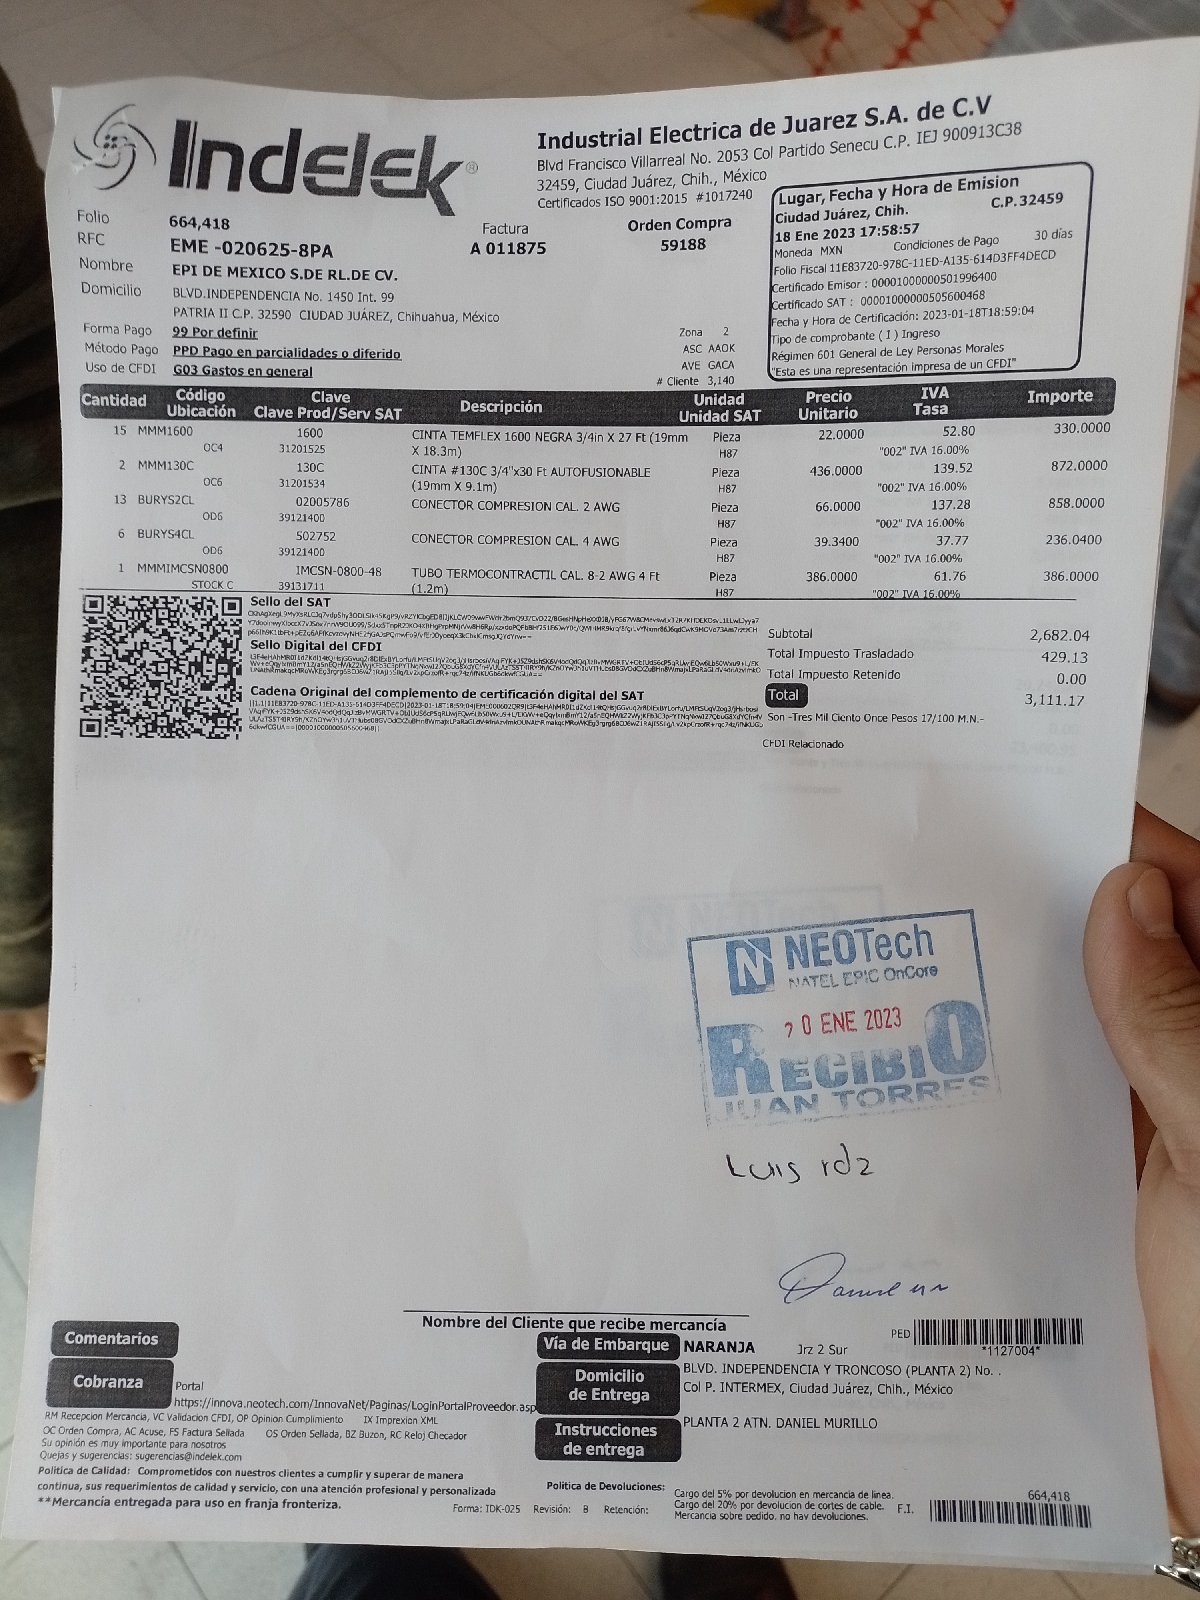 Indelek®
Industrial Electrica de Juarez S.A. de C.V
Blvd Francisco Villarreal No. 2053 Col Partido Senecu C.P. IEJ 900913C38
32459, Ciudad Juárez, Chih., México
Certificados ISO 9001:2015 #1017240
Folio 664,418
RFC EME -020625-8PA
Nombre EPI DE MEXICO S.DE RL.DE CV.
Domicilio BLVD.INDEPENDENCIA No. 1450 Int. 99
PATRIA II C.P. 32590 CIUDAD JUÁREZ, Chihuahua, México
Factura
A 011875
Orden Compra
59188
Forma Pago 99 Por definir
Método Pago PPD Pago en parcialidades o diferido
Uso de CFDI G03 Gastos en general
Zona 2
ASC AAOK
AVE GACA
# Cliente 3,140
Lugar, Fecha y Hora de Emision
Ciudad Juárez, Chih. C.P. 32459
18 Ene 2023 17:58:57
Moneda MXN Condiciones de Pago 30 días
Folio Fiscal 11E83720-978C-11ED-A135-614D3FF4DECD
Certificado Emisor : 00001000000501996400
Certificado SAT : 00001000000505600468
Fecha y Hora de Certificación: 2023-01-18T18:59:04
Tipo de comprobante ( I ) Ingreso
Régimen 601 General de Ley Personas Morales
"Esta es una representación impresa de un CFDI"
Cantidad Código Clave Descripción Unidad Precio IVA Importe
Ubicación Clave Prod/Serv SAT Unidad SAT Unitario Tasa
15 MMM1600 1600 CINTA TEMFLEX 1600 NEGRA 3/4in X 27 Ft (19mm Pieza 22.0000 52.80 330.0000
OC4 31201525 X 18.3m) H87 "002" IVA 16.00%
2 MMM130C 130C CINTA #130C 3/4"x30 Ft AUTOFUSIONABLE Pieza 436.0000 139.52 872.0000
OC6 31201534 (19mm X 9.1m) H87 "002" IVA 16.00%
13 BURYS2CL 02005786 CONECTOR COMPRESION CAL. 2 AWG Pieza 66.0000 137.28 858.0000
OD6 39121400 H87 "002" IVA 16.00%
6 BURYS4CL 502752 CONECTOR COMPRESION CAL. 4 AWG Pieza 39.3400 37.77 236.0400
OD6 39121400 H87 "002" IVA 16.00%
1 MMMIMCSN0800 IMCSN-0800-48 TUBO TERMOCONTRACTIL CAL. 8-2 AWG 4 Ft Pieza 386.0000 61.76 386.0000
STOCK C 39131711 (1.2m) H87 "002" IVA 16.00%
Sello del SAT
Sello Digital del CFDI
Cadena Original del complemento de certificación digital del SAT
Subtotal 2,682.04
Total Impuesto Trasladado 429.13
Total Impuesto Retenido 0.00
Total 3,111.17
Son -Tres Mil Ciento Once Pesos 17/100 M.N.-
CFDI Relacionado
NEOTech
NATEL EPIC OnCore
20 ENE 2023
RECIBIO
JUAN TORRES
Luis rdz
Nombre del Cliente que recibe mercancía
Comentarios
Cobranza Portal
https://innova.neotech.com/InnovaNet/Paginas/LoginPortalProveedor.asp
RM Recepcion Mercancia, VC Validacion CFDI, OP Opinion Cumplimiento IX Imprexion XML
OC Orden Compra, AC Acuse, FS Factura Sellada OS Orden Sellada, BZ Buzon, RC Reloj Checador
Su opinión es muy importante para nosotros
Quejas y sugerencias: sugerencias@indelek.com
Politica de Calidad: Comprometidos con nuestros clientes a cumplir y superar de manera
continua, sus requerimientos de calidad y servicio, con una atención profesional y personalizada
**Mercancía entregada para uso en franja fronteriza.
Vía de Embarque NARANJA Jrz 2 Sur
PED *1127004*
Domicilio de Entrega BLVD. INDEPENDENCIA Y TRONCOSO (PLANTA 2) No. .
Col P. INTERMEX, Ciudad Juárez, Chih., México
Instrucciones de entrega PLANTA 2 ATN. DANIEL MURILLO
Politica de Devoluciones: Cargo del 5% por devolucion en mercancia de linea.
Cargo del 20% por devolucion de cortes de cable.
Mercancia sobre pedido, no hay devoluciones.
Forma: IDK-025 Revisión: B Retención:
F.I. 664,418